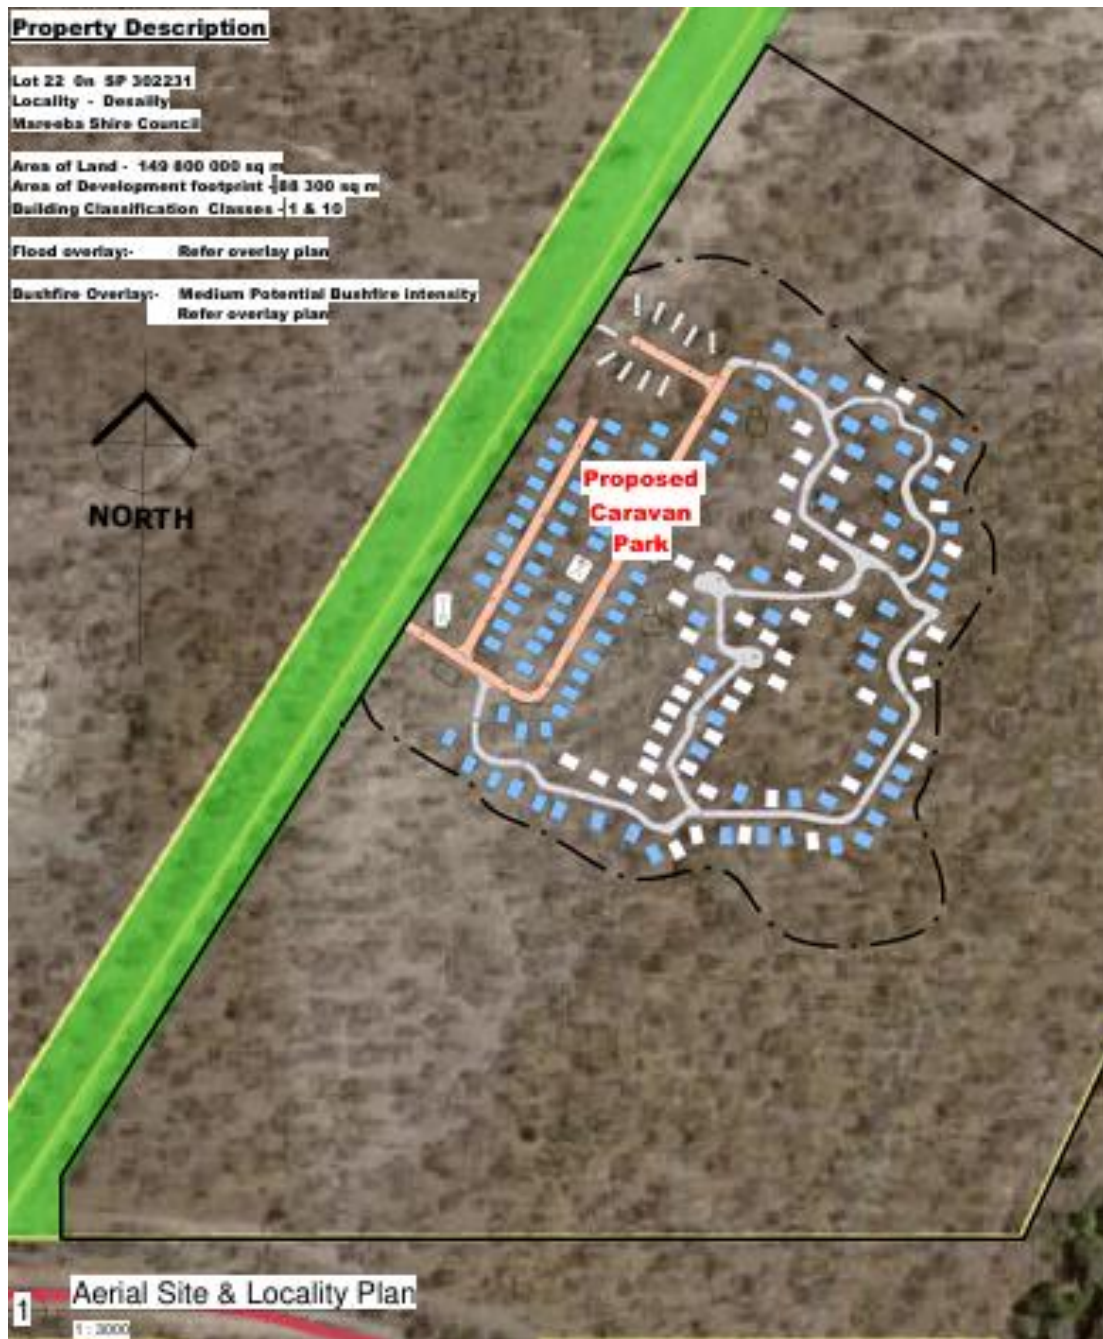 Property Description
Lot 22 0n SP 302231
Locality - Desailly
Mareeba Shire Council
Area of Land - 149 800 000 sq m
Area of Development footprint - 88 300 sq m
Building Classification Classes - 1 & 10
Flood overlay:- Refer overlay plan
Bushfire Overlay:- Medium Potential Bushfire intensity
Refer overlay plan
NORTH
Proposed
Caravan
Park
1 Aerial Site & Locality Plan
1 : 3000